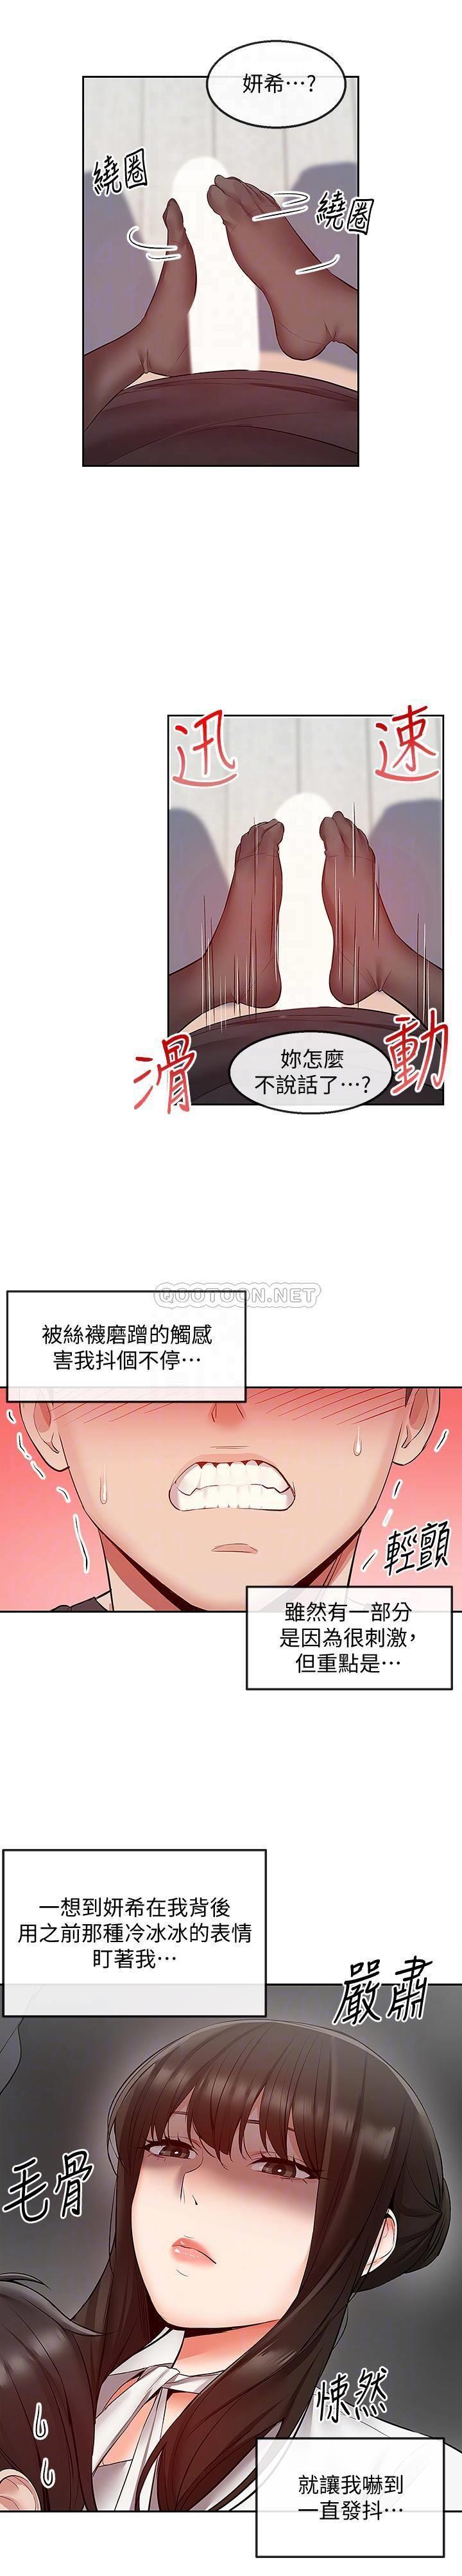 妍希…?
繞圈
繞圈
迅速
滑動
妳怎麼
不說話了…?
QUOTOON.NET
被絲襪磨蹭的觸感
害我抖個不停…
輕顫
雖然有一部分
是因為很刺激，
但重點是…
一想到妍希在我背後
用之前那種冷冰冰的表情
盯著我…
嚴肅
毛骨
悚然
就讓我嚇到
一直發抖…